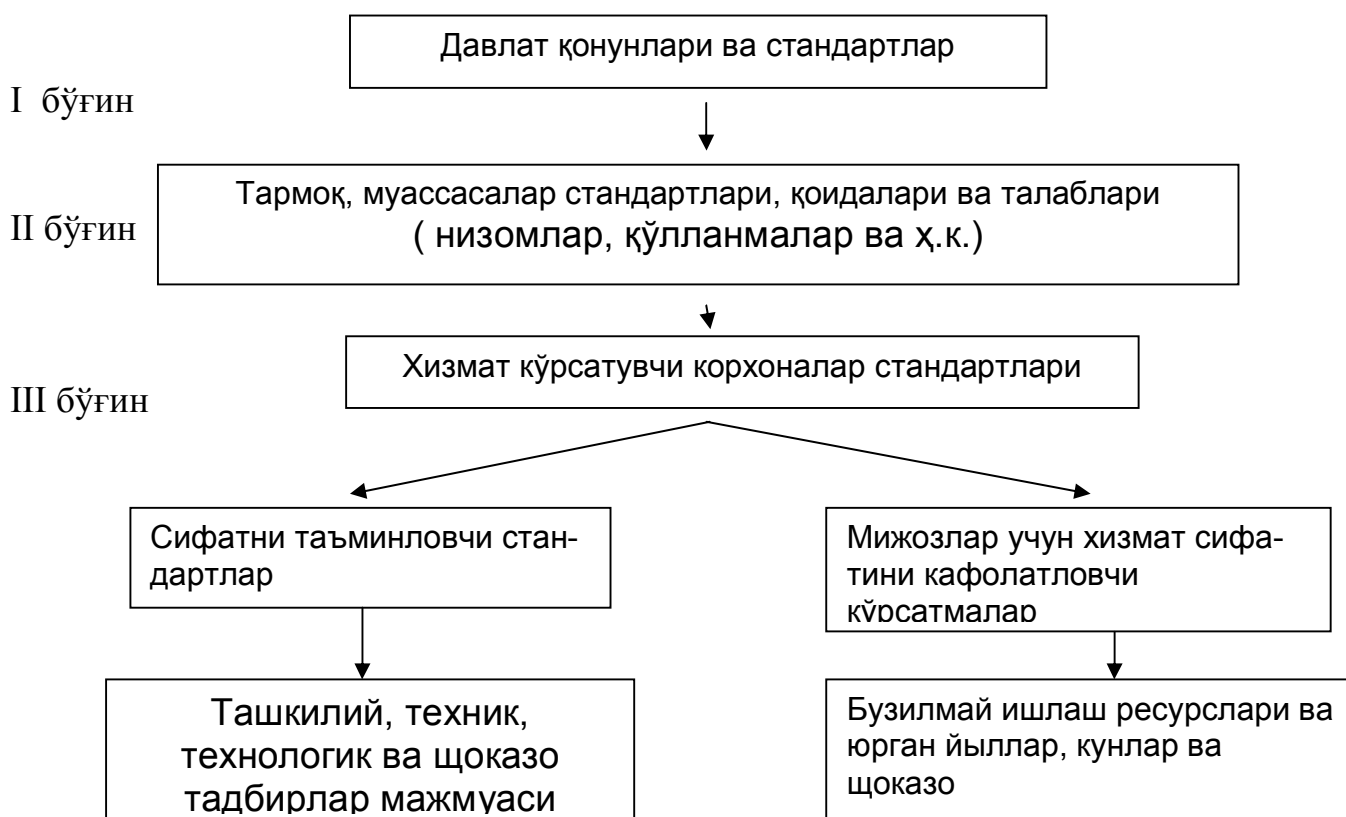 Давлат қонунлари ва стандартлар
I бўғин
Тармоқ, муассасалар стандартлари, қоидалари ва талаблари
( низомлар, қўлланмалар ва ҳ.к.)
II бўғин
Хизмат кўрсатувчи корхоналар стандартлари
III бўғин
Сифатни таъминловчи стан-
дартлар
Мижозлар учун хизмат сифа-
тини кафолатловчи
кўрсатмалар
Ташкилий, техник,
технологик ва щоказо
тадбирлар мажмуаси
Бузилмай ишлаш ресурслари ва
юрган йыллар, кунлар ва
щоказо